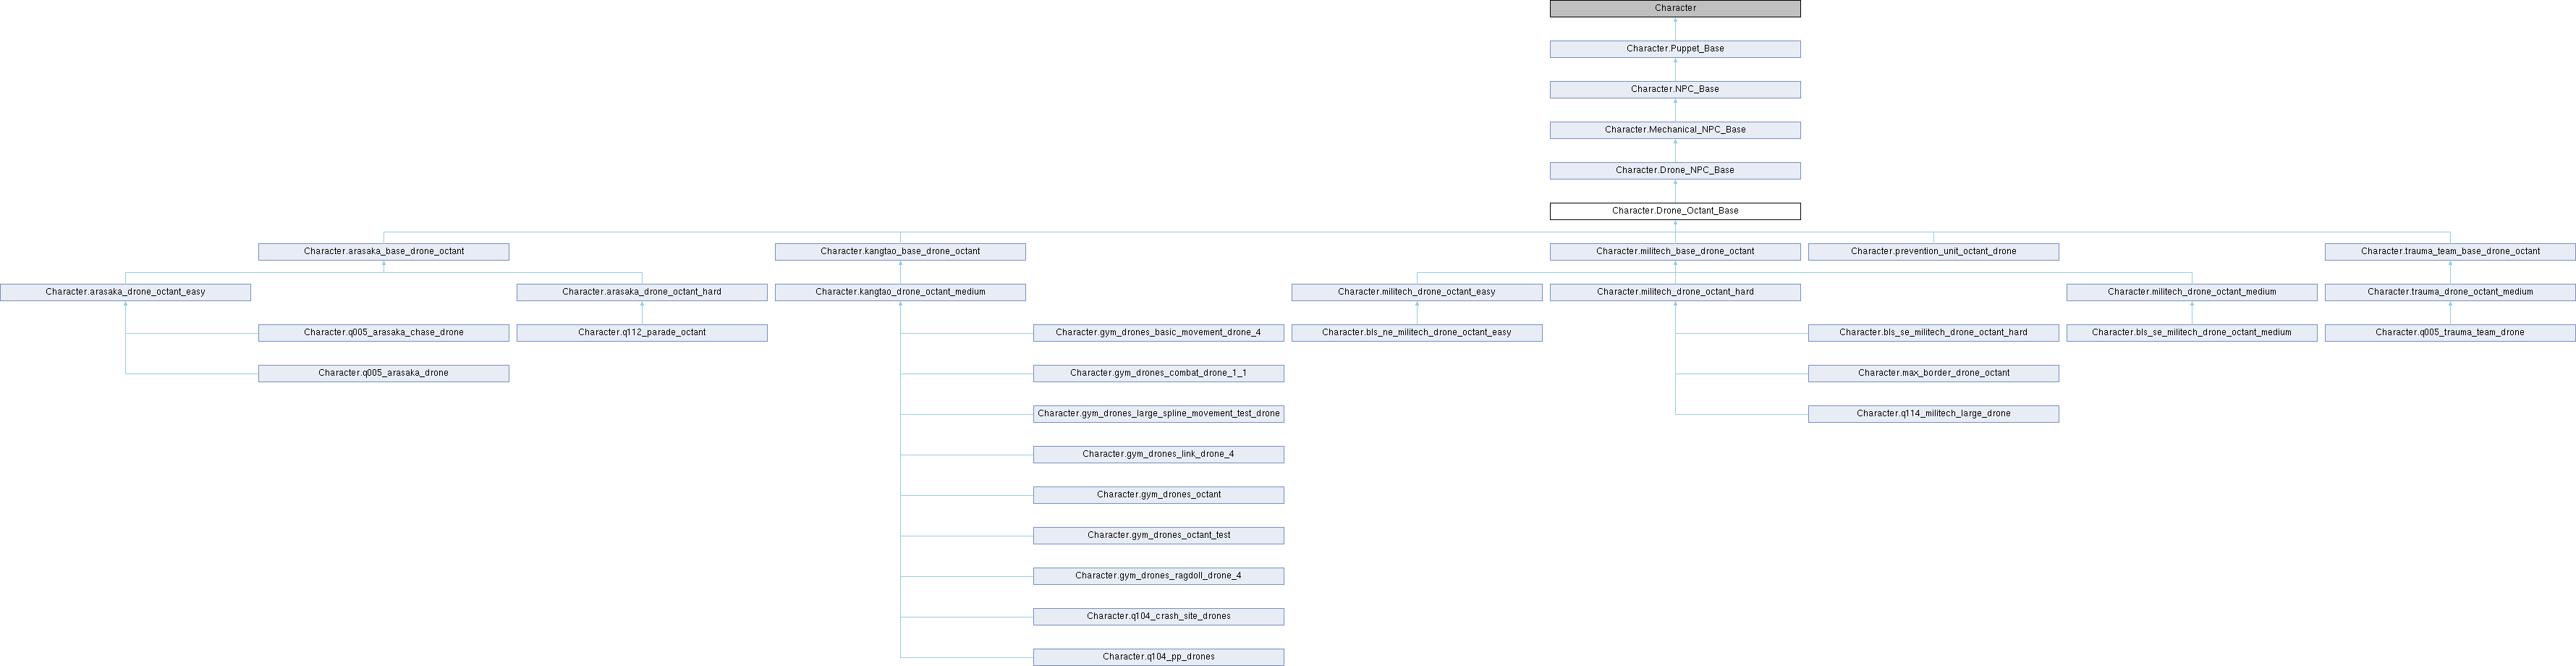 Character
Character.Puppet_Base
Character.NPC_Base
Character.Mechanical_NPC_Base
Character.Drone_NPC_Base
Character.Drone_Octant_Base
Character.arasaka_base_drone_octant
Character.kangtao_base_drone_octant
Character.militech_base_drone_octant
Character.prevention_unit_octant_drone
Character.trauma_team_base_drone_octant
Character.arasaka_drone_octant_easy
Character.arasaka_drone_octant_hard
Character.kangtao_drone_octant_medium
Character.militech_drone_octant_easy
Character.militech_drone_octant_hard
Character.militech_drone_octant_medium
Character.trauma_drone_octant_medium
Character.q005_arasaka_chase_drone
Character.q112_parade_octant
Character.gym_drones_basic_movement_drone_4
Character.bls_ne_militech_drone_octant_easy
Character.bls_se_militech_drone_octant_hard
Character.bls_se_militech_drone_octant_medium
Character.q005_trauma_team_drone
Character.q005_arasaka_drone
Character.gym_drones_combat_drone_1_1
Character.max_border_drone_octant
Character.gym_drones_large_spline_movement_test_drone
Character.q114_militech_large_drone
Character.gym_drones_link_drone_4
Character.gym_drones_octant
Character.gym_drones_octant_test
Character.gym_drones_ragdoll_drone_4
Character.q104_crash_site_drones
Character.q104_pp_drones